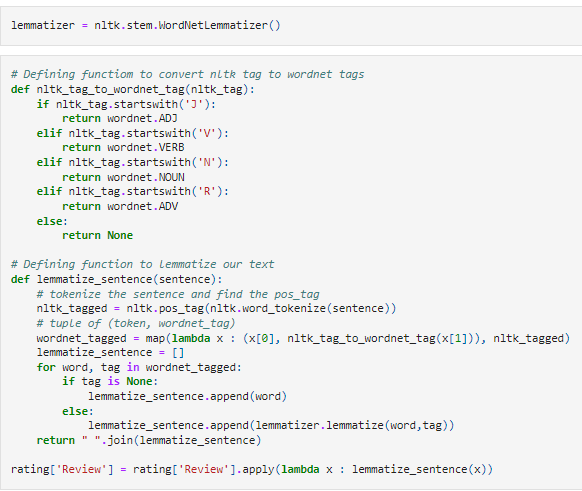 lemmatizer = nltk.stem.WordNetLemmatizer()
# Defining functiom to convert nltk tag to wordnet tags
def nltk_tag_to_wordnet_tag(nltk_tag):
    if nltk_tag.startswith('J'):
        return wordnet.ADJ
    elif nltk_tag.startswith('V'):
        return wordnet.VERB
    elif nltk_tag.startswith('N'):
        return wordnet.NOUN
    elif nltk_tag.startswith('R'):
        return wordnet.ADV
    else:
        return None
# Defining function to lemmatize our text
def lemmatize_sentence(sentence):
    # tokenize the sentence and find the pos_tag
    nltk_tagged = nltk.pos_tag(nltk.word_tokenize(sentence))
    # tuple of (token, wordnet_tag)
    wordnet_tagged = map(lambda x : (x[0], nltk_tag_to_wordnet_tag(x[1])), nltk_tagged)
    lemmatize_sentence = []
    for word, tag in wordnet_tagged:
        if tag is None:
            lemmatize_sentence.append(word)
        else:
            lemmatize_sentence.append(lemmatizer.lemmatize(word,tag))
    return " ".join(lemmatize_sentence)
rating['Review'] = rating['Review'].apply(lambda x : lemmatize_sentence(x))